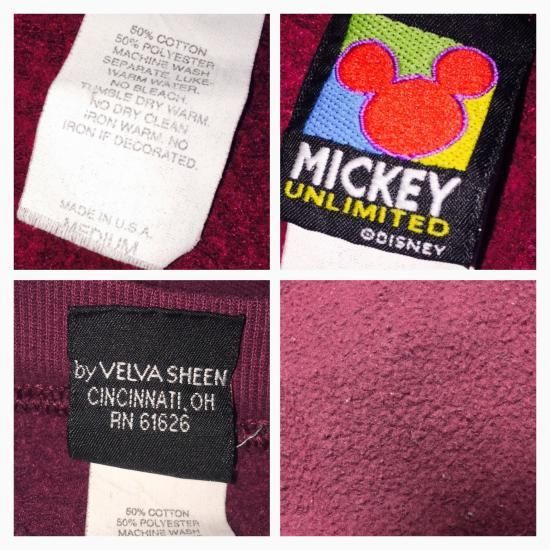 50% COTTON
50% POLYESTER
MACHINE WASH
SEPARATE, LUKE-
WARM WATER.
NO BLEACH.
TUMBLE DRY WARM.
NO DRY CLEAN.
IRON WARM, NO
IRON IF DECORATED.
MADE IN U.S.A.
MEDIUM
MICKEY
UNLIMITED
©DISNEY
by VELVA SHEEN
CINCINNATI, OH
RN 61626
50% COTTON
50% POLYESTER
MACHINE WASH